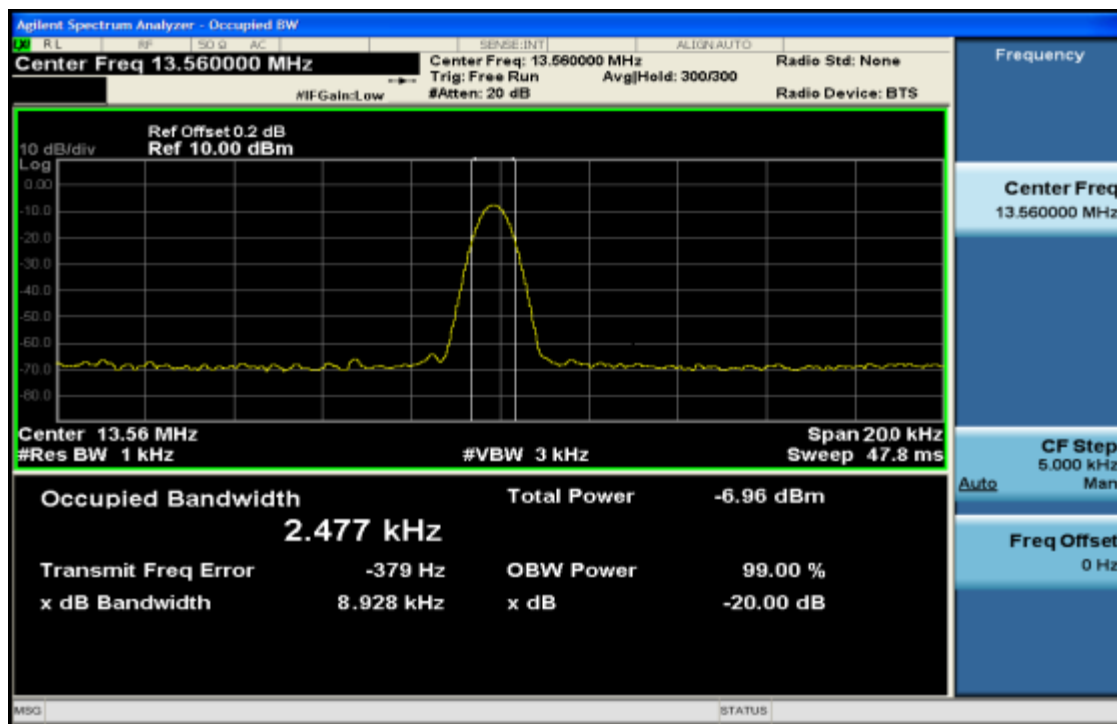 Agilent Spectrum Analyzer - Occupied BW
R L RF 50 Ω AC SENSE:INT ALIGN AUTO
Center Freq 13.560000 MHz
Center Freq: 13.560000 MHz Radio Std: None
Trig: Free Run Avg|Hold: 300/300
#IFGain:Low #Atten: 20 dB Radio Device: BTS
Ref Offset 0.2 dB
10 dB/div Ref 10.00 dBm
Log
0.00
-10.0
-20.0
-30.0
-40.0
-50.0
-60.0
-70.0
-80.0
Center 13.56 MHz Span 20.0 kHz
#Res BW 1 kHz #VBW 3 kHz Sweep 47.8 ms
Occupied Bandwidth Total Power -6.96 dBm
2.477 kHz
Transmit Freq Error -379 Hz OBW Power 99.00 %
x dB Bandwidth 8.928 kHz x dB -20.00 dB
MSG STATUS
Frequency
Center Freq
13.560000 MHz
CF Step
5.000 kHz
Auto Man
Freq Offset
0 Hz